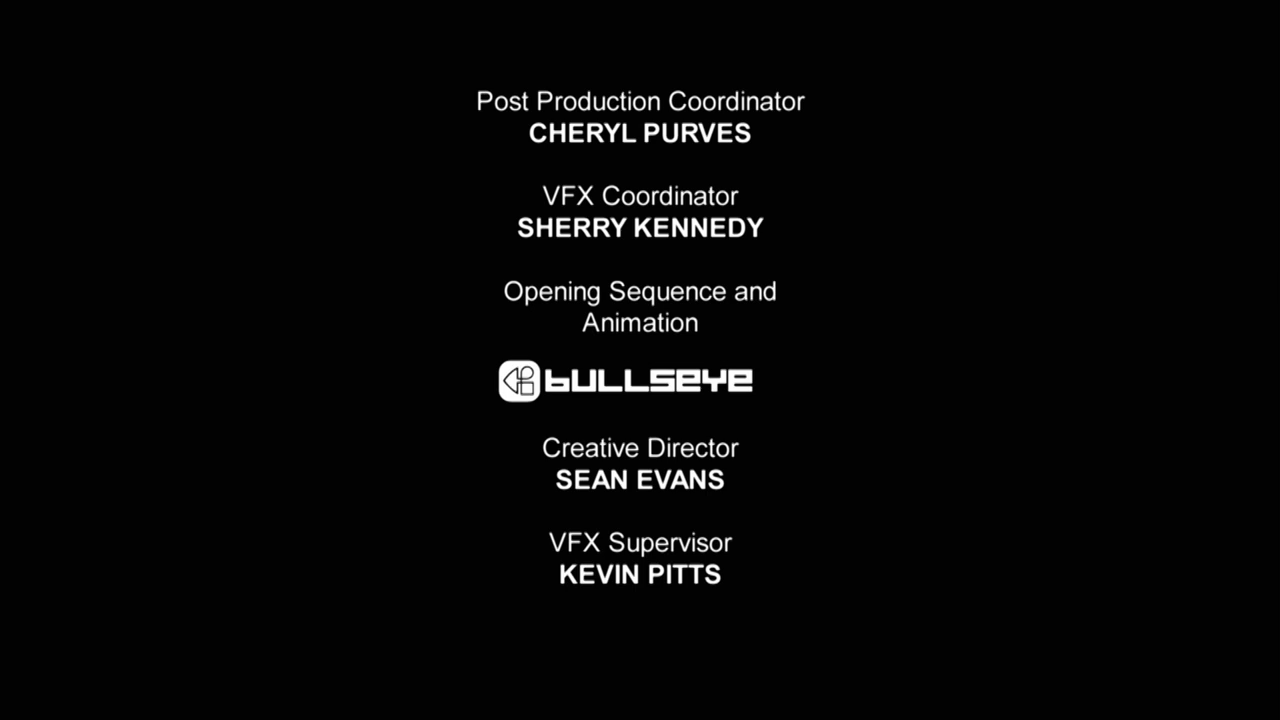 Post Production Coordinator
CHERYL PURVES
VFX Coordinator
SHERRY KENNEDY
Opening Sequence and
Animation
bULLSeYe
Creative Director
SEAN EVANS
VFX Supervisor
KEVIN PITTS